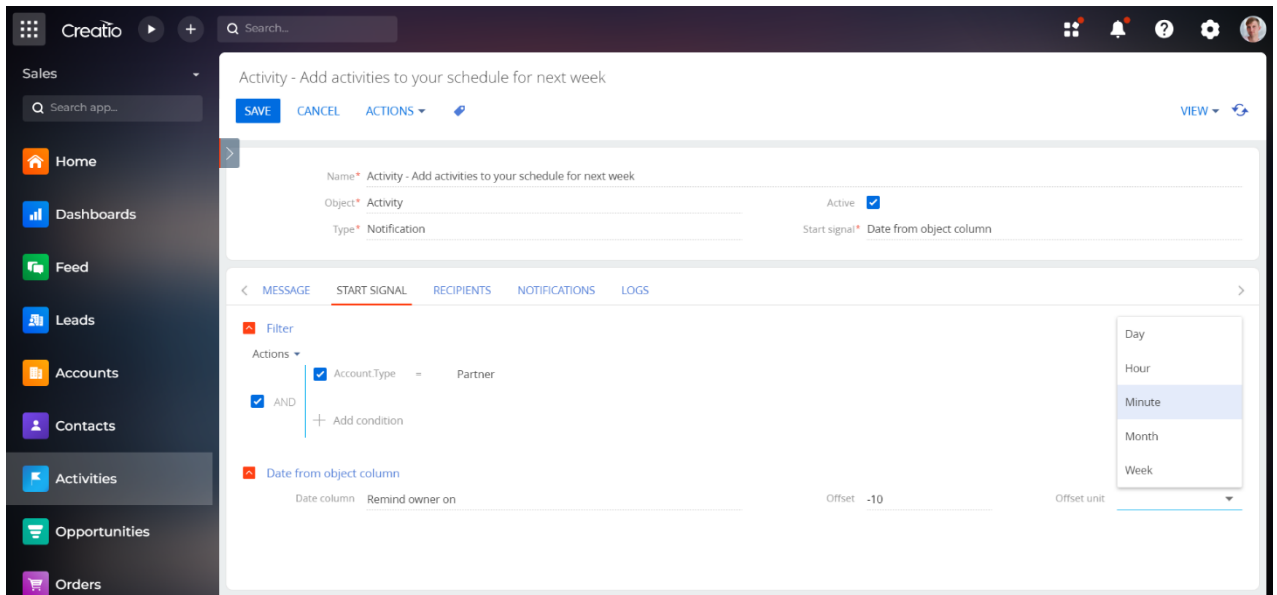 Creatio
Search...
Sales
Search app...
Home
Dashboards
Feed
Leads
Accounts
Contacts
Activities
Opportunities
Orders
Activity - Add activities to your schedule for next week
SAVE CANCEL ACTIONS VIEW
Name* Activity - Add activities to your schedule for next week
Object* Activity Active
Type* Notification Start signal* Date from object column
MESSAGE START SIGNAL RECIPIENTS NOTIFICATIONS LOGS
Filter
Actions
Account.Type = Partner
AND
Add condition
Day
Hour
Minute
Month
Week
Date from object column
Date column Remind owner on Offset -10 Offset unit